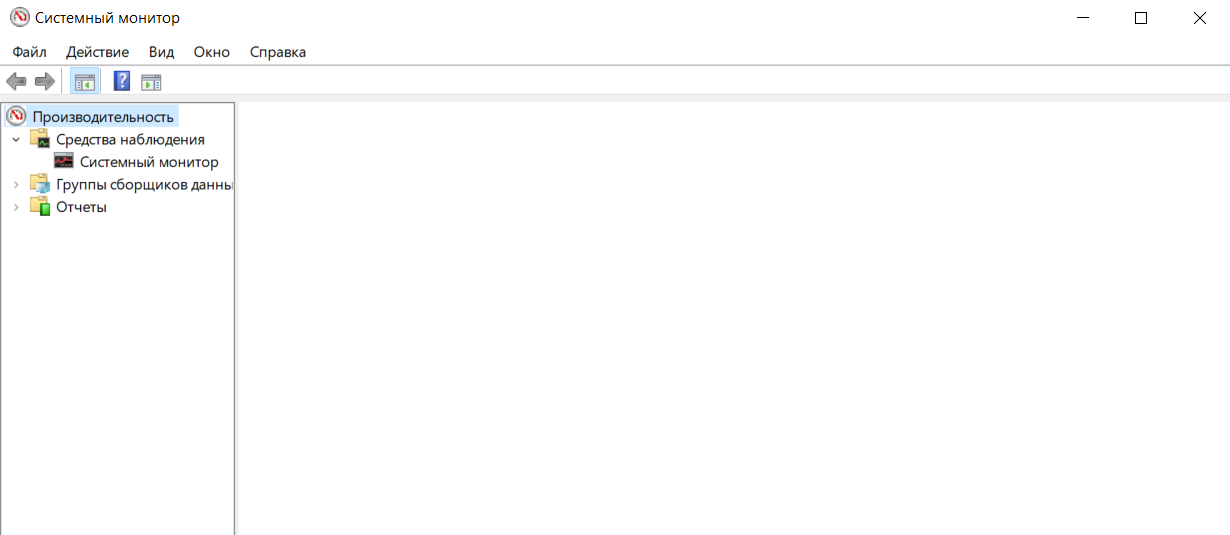 Системный монитор
Файл Действие Вид Окно Справка
?
Производительность
Средства наблюдения
Системный монитор
Группы сборщиков данны
Отчеты